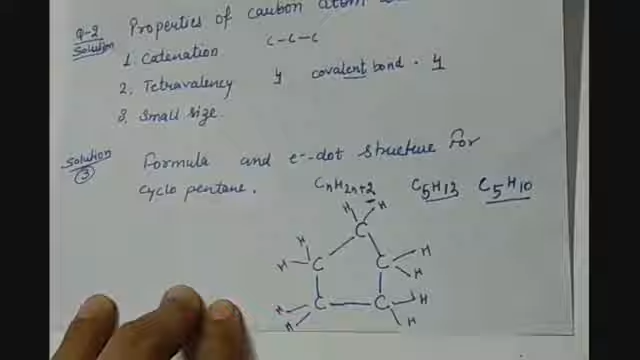 Q-2 Properties of carbon atom
Solution
1. Catenation C-C-C
2. Tetravalency 4 covalent bond. 4
3. Small size.
Solution ③ Formula and e⁻-dot structure for
cyclo pentane. CnH2n+2 C5H12 C5H10
H H
C
H H
C C H
H
H C C H
H H